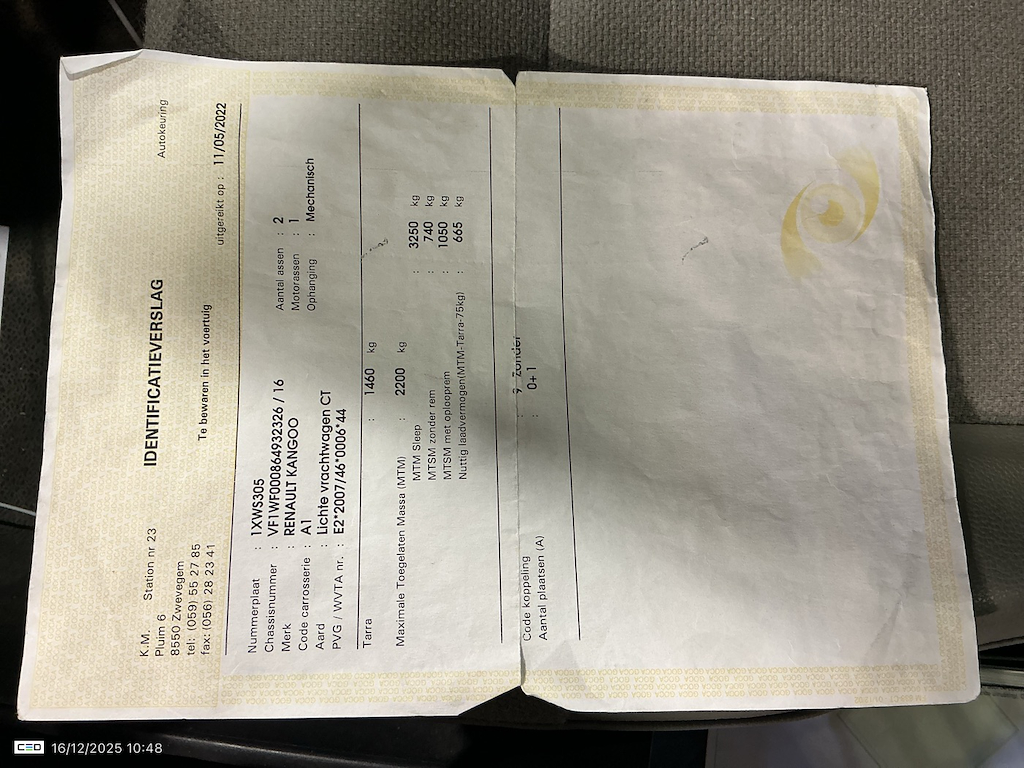 K.M. Station nr 23
Pluim 6
8550 Zwevegem
tel: (059) 55 27 85
fax: (056) 28 23 41
Autokeuring
IDENTIFICATIEVERSLAG
Te bewaren in het voertuig
uitgereikt op : 11/05/2022
Nummerplaat : 1XWS305
Chassisnummer : VF1WF000864932326 / 16
Merk : RENAULT KANGOO
Code carrosserie : A1
Aard : Lichte vrachtwagen CT
PVG / WVTA nr. : E2*2007/46*0006*44
Aantal assen : 2
Motorassen : 1
Ophanging : Mechanisch
Tarra : 1460 kg
Maximale Toegelaten Massa (MTM) : 2200 kg
MTM Sleep : 3250 kg
MTSM zonder rem : 740 kg
MTSM met oplooprem : 1050 kg
Nuttig laadvermogen(MTM-Tarra-75kg) : 665 kg
Code koppeling : Zonder
Aantal plaatsen (A) : 0+1
CEO 16/12/2025 10:48